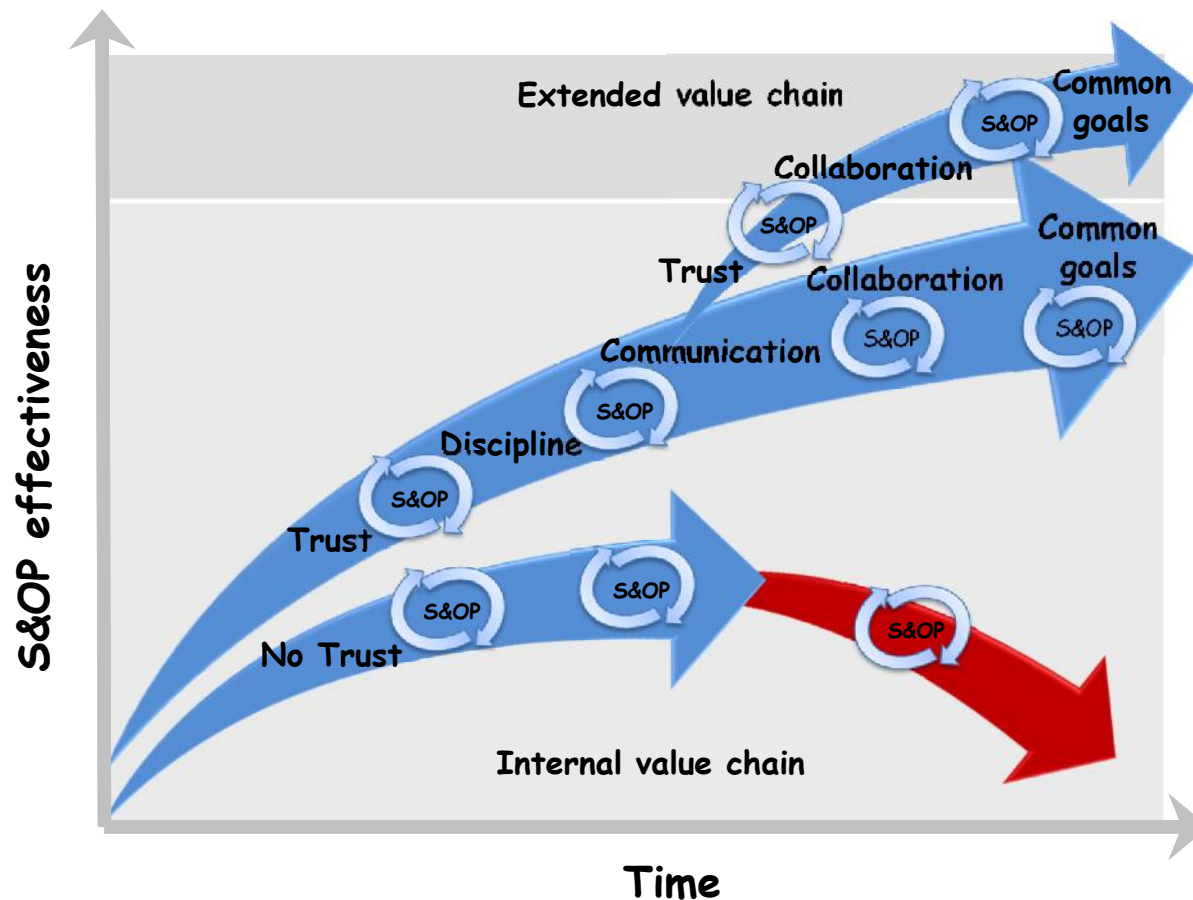 Extended value chain
Common
goals
S&OP
Collaboration
S&OP
Trust
Common
goals
Collaboration
S&OP
S&OP
Communication
S&OP
Discipline
S&OP
Trust
S&OP
S&OP
No Trust
S&OP
Internal value chain
S&OP effectiveness
Time